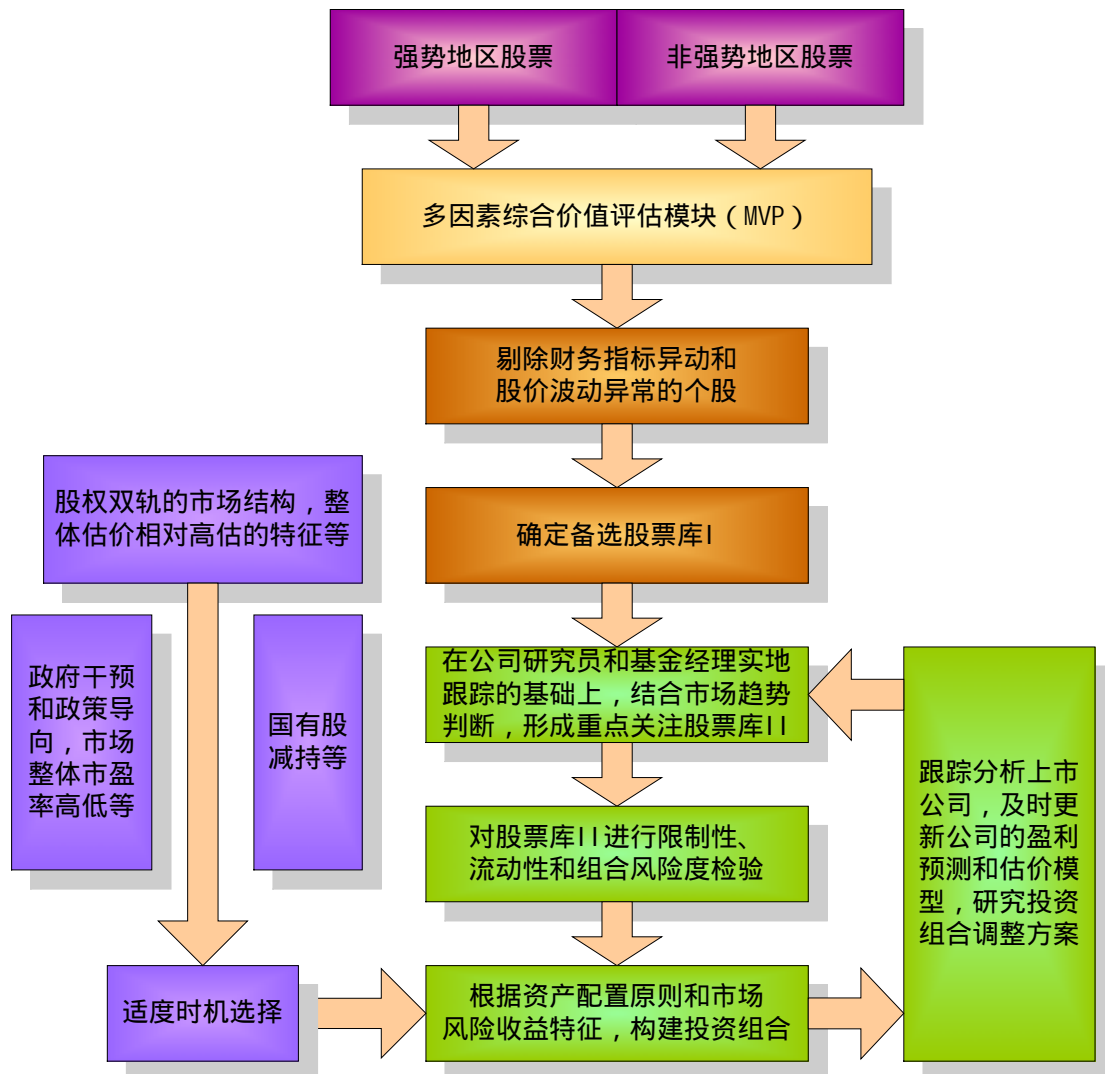 强势地区股票
非强势地区股票
多因素综合价值评估模块（MVP）
剔除财务指标异动和
股价波动异常的个股
确定备选股票库I
股权双轨的市场结构，整
体估价相对高估的特征等
政府干预
和政策导
向，市场
整体市盈
率高低等
国有股
减持等
适度时机选择
在公司研究员和基金经理实地
跟踪的基础上，结合市场趋势
判断，形成重点关注股票库II
对股票库II进行限制性、
流动性和组合风险度检验
根据资产配置原则和市场
风险收益特征，构建投资组合
跟踪分析上市
公司，及时更
新公司的盈利
预测和估价模
型，研究投资
组合调整方案